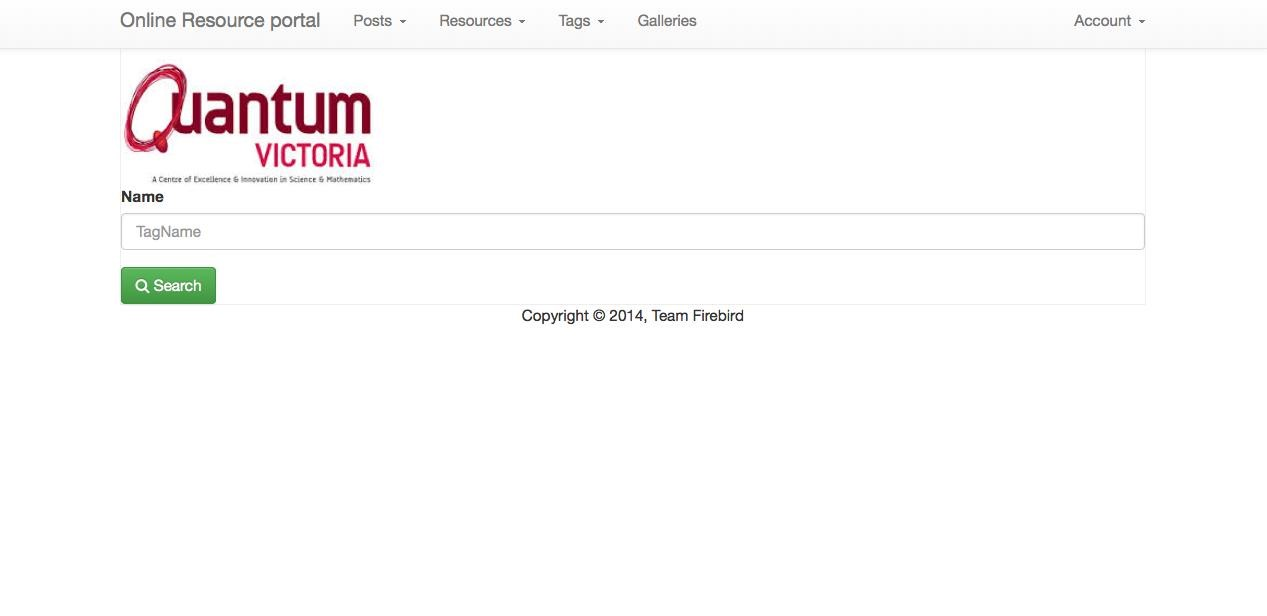 Online Resource portal Posts Resources Tags Galleries Account
Quantum
VICTORIA
A Centre of Excellence & Innovation in Science & Mathematics
Name
TagName
Search
Copyright © 2014, Team Firebird